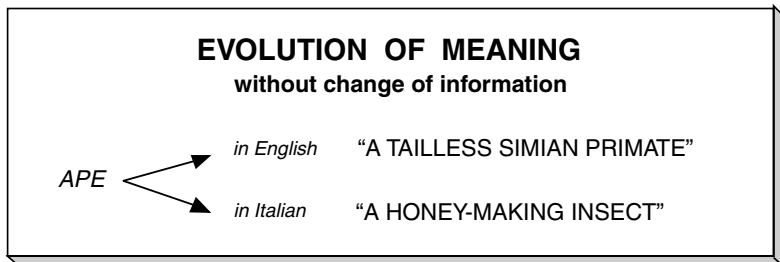 EVOLUTION OF MEANING
without change of information
in English “A TAILLESS SIMIAN PRIMATE”
APE
in Italian “A HONEY-MAKING INSECT”